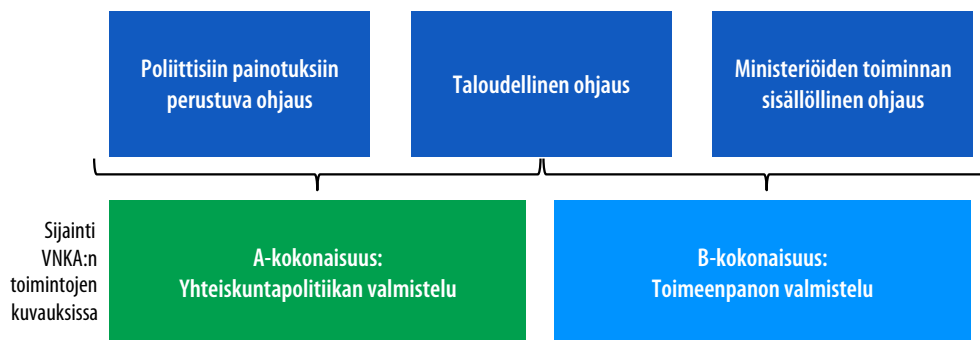 Poliittisiin painotuksiin
perustuva ohjaus
Taloudellinen ohjaus
Ministeriöiden toiminnan
sisällöllinen ohjaus
Sijainti
VNKA:n
toimintojen
kuvauksissa
A-kokonaisuus:
Yhteiskuntapolitiikan valmistelu
B-kokonaisuus:
Toimeenpanon valmistelu